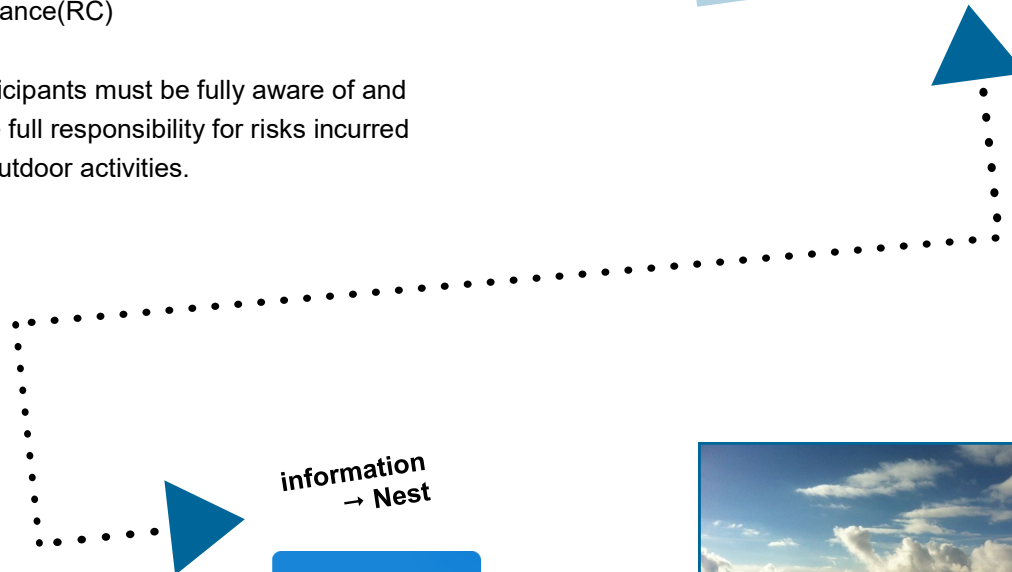 ance(RC)
icipants must be fully aware of and
full responsibility for risks incurred
utdoor activities.
information
→ Nest